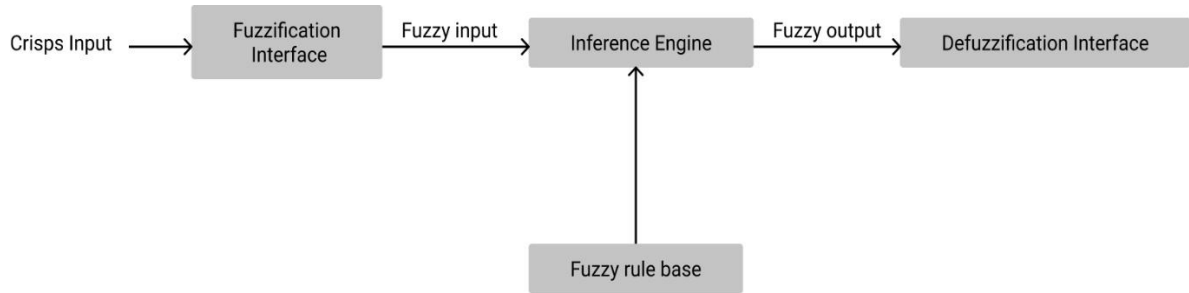 Crisps Input
Fuzzification
Interface
Fuzzy input
Inference Engine
Fuzzy output
Defuzzification Interface
Fuzzy rule base